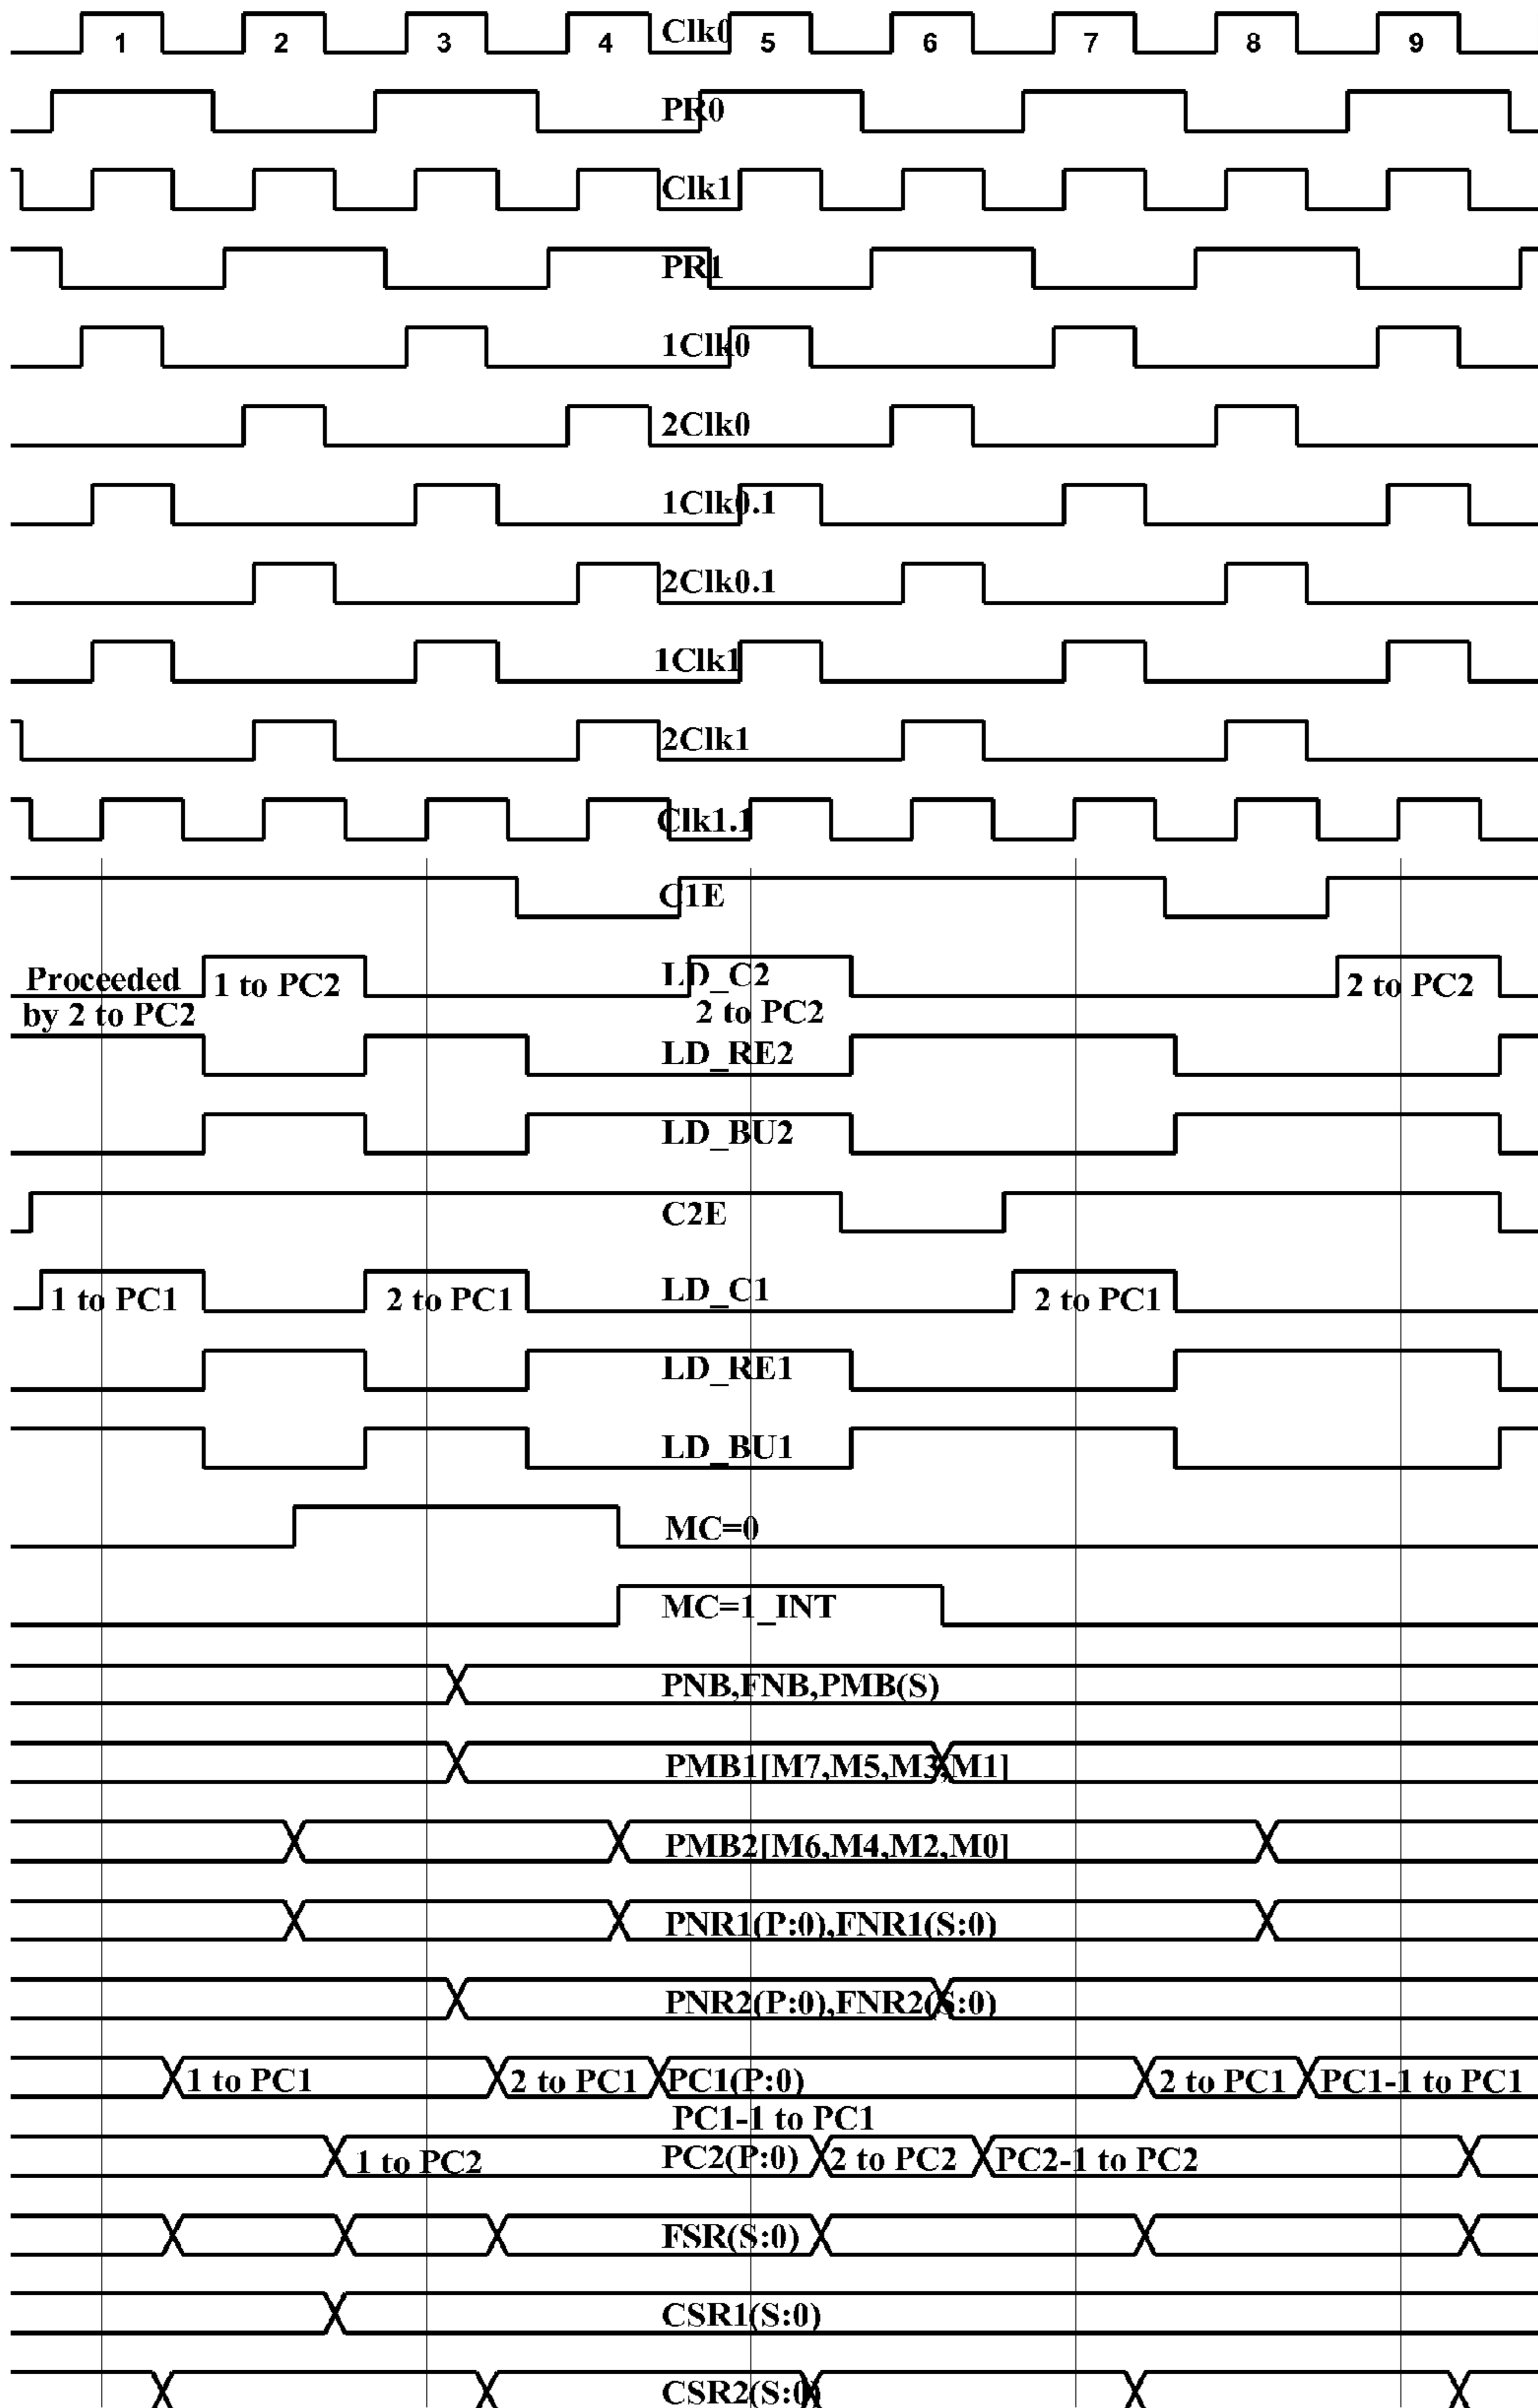 1 2 3 4 Clk0 5 6 7 8 9
PR0
Clk1
PR1
1Clk0
2Clk0
1Clk0.1
2Clk0.1
1Clk1
2Clk1
Clk1.1
C1E
Proceeded 1 to PC2 LD_C2 2 to PC2
by 2 to PC2 2 to PC2
LD_RE2
LD_BU2
C2E
1 to PC1 2 to PC1 LD_C1 2 to PC1
LD_RE1
LD_BU1
MC=0
MC=1_INT
PNB,FNB,PMB(S)
PMB1[M7,M5,M3,M1]
PMB2[M6,M4,M2,M0]
PNR1(P:0),FNR1(S:0)
PNR2(P:0),FNR2(S:0)
1 to PC1 2 to PC1 PC1(P:0) 2 to PC1 PC1-1 to PC1
PC1-1 to PC1
1 to PC2 PC2(P:0) 2 to PC2 PC2-1 to PC2
FSR(S:0)
CSR1(S:0)
CSR2(S:0)